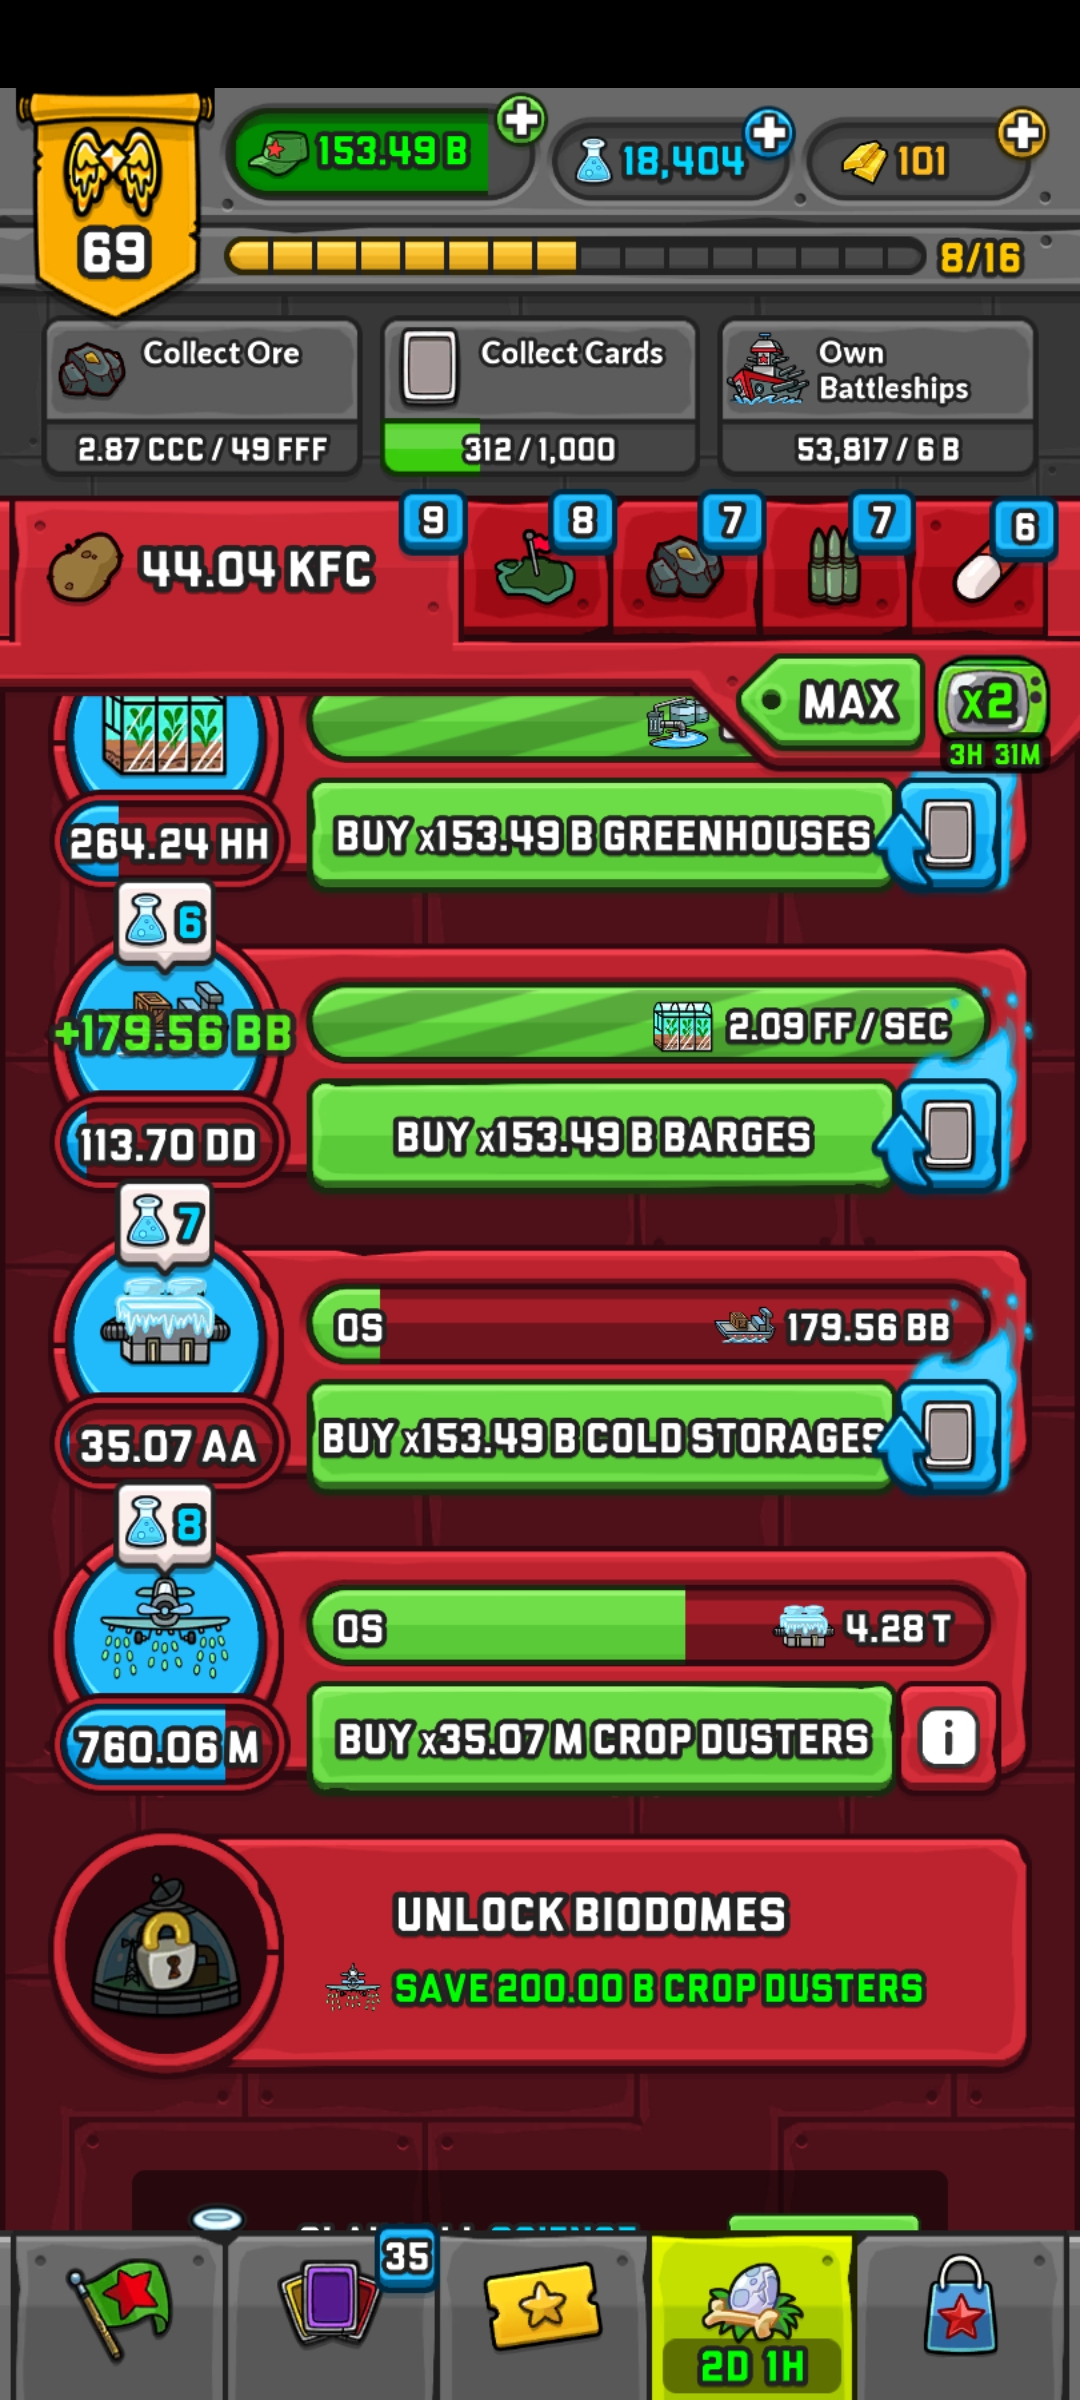 153.49 B
18,404
101
69
8/16
Collect Ore
2.87 CCC / 49 FFF
Collect Cards
312 / 1,000
Own
Battleships
53,817 / 6 B
44.04 KFC
9
8
7
7
6
MAX
x2
3H 31M
264.24 HH
BUY x153.49 B GREENHOUSES
6
+179.56 BB
2.09 FF / SEC
113.70 DD
BUY x153.49 B BARGES
7
0S
179.56 BB
35.07 AA
BUY x153.49 B COLD STORAGES
8
0S
4.28 T
760.06 M
BUY x35.07 M CROP DUSTERS
i
UNLOCK BIODOMES
SAVE 200.00 B CROP DUSTERS
35
2D 1H